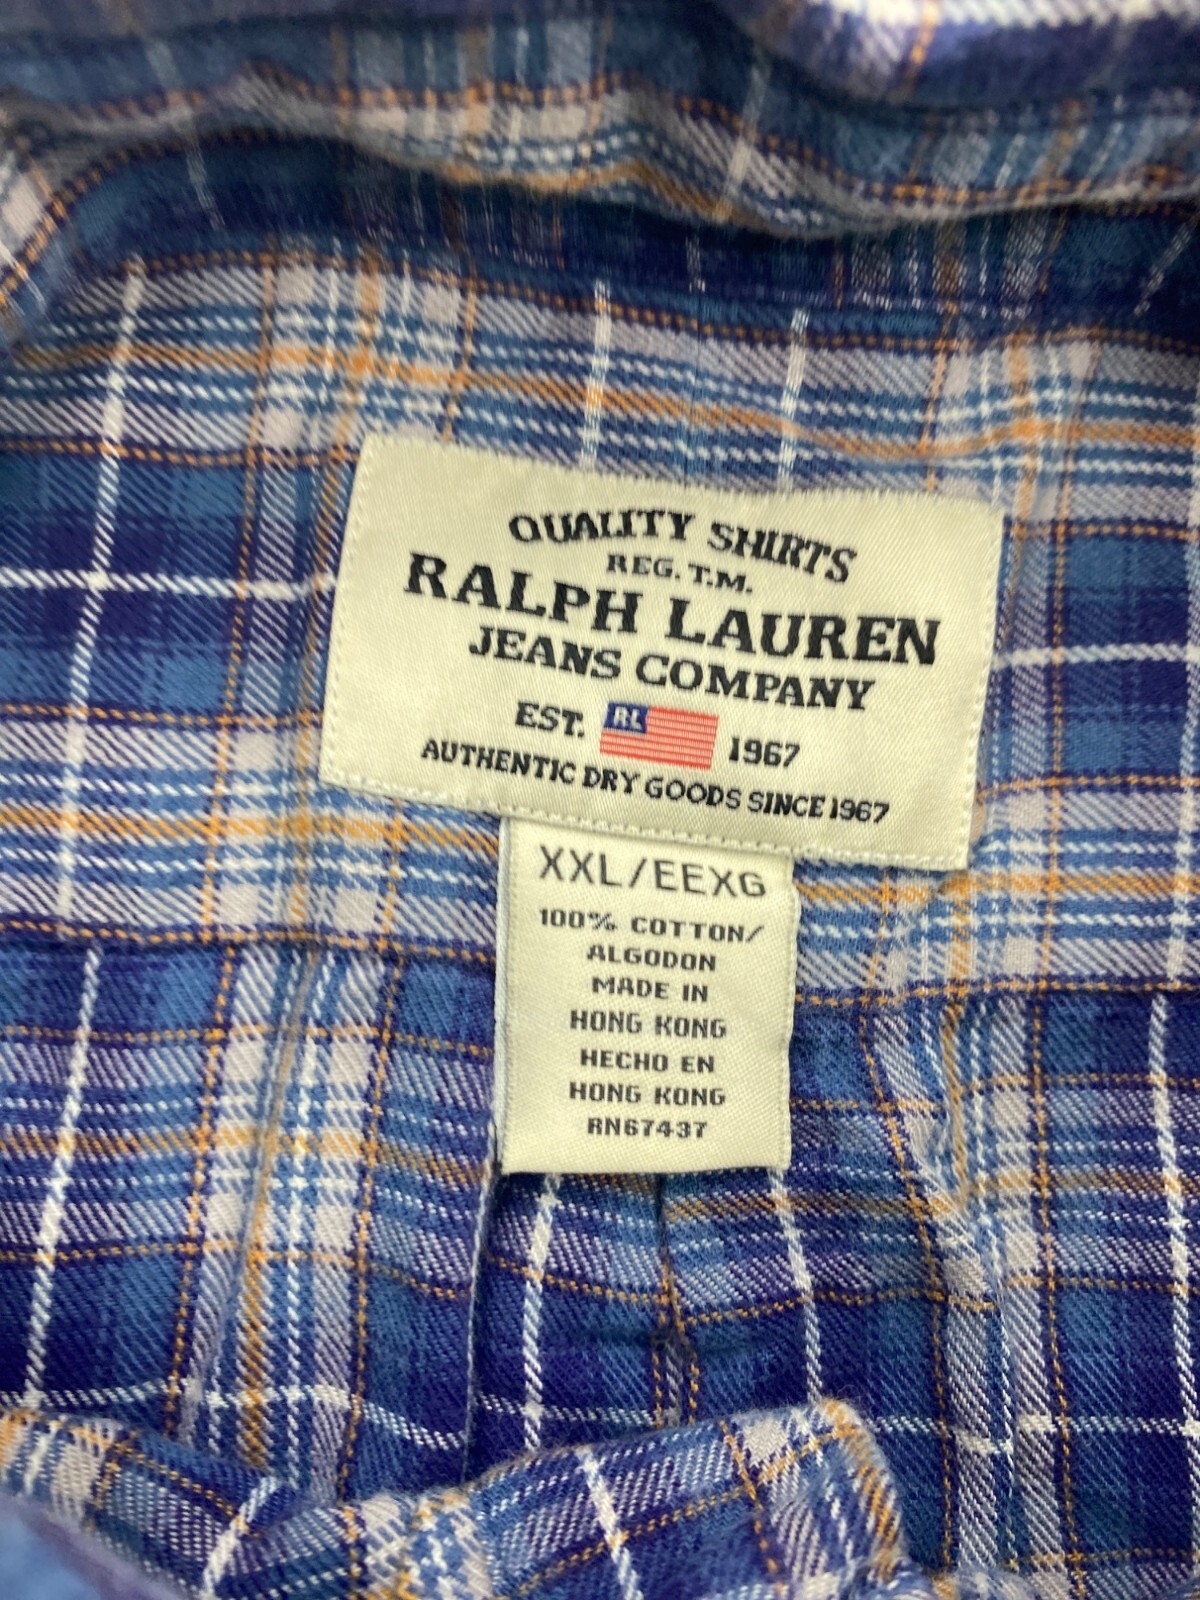 QUALITY SHIRTS
REG. T.M.
RALPH LAUREN
JEANS COMPANY
EST. RL 1967
AUTHENTIC DRY GOODS SINCE 1967
XXL/EEXG
100% COTTON/
ALGODON
MADE IN
HONG KONG
HECHO EN
HONG KONG
RN67437